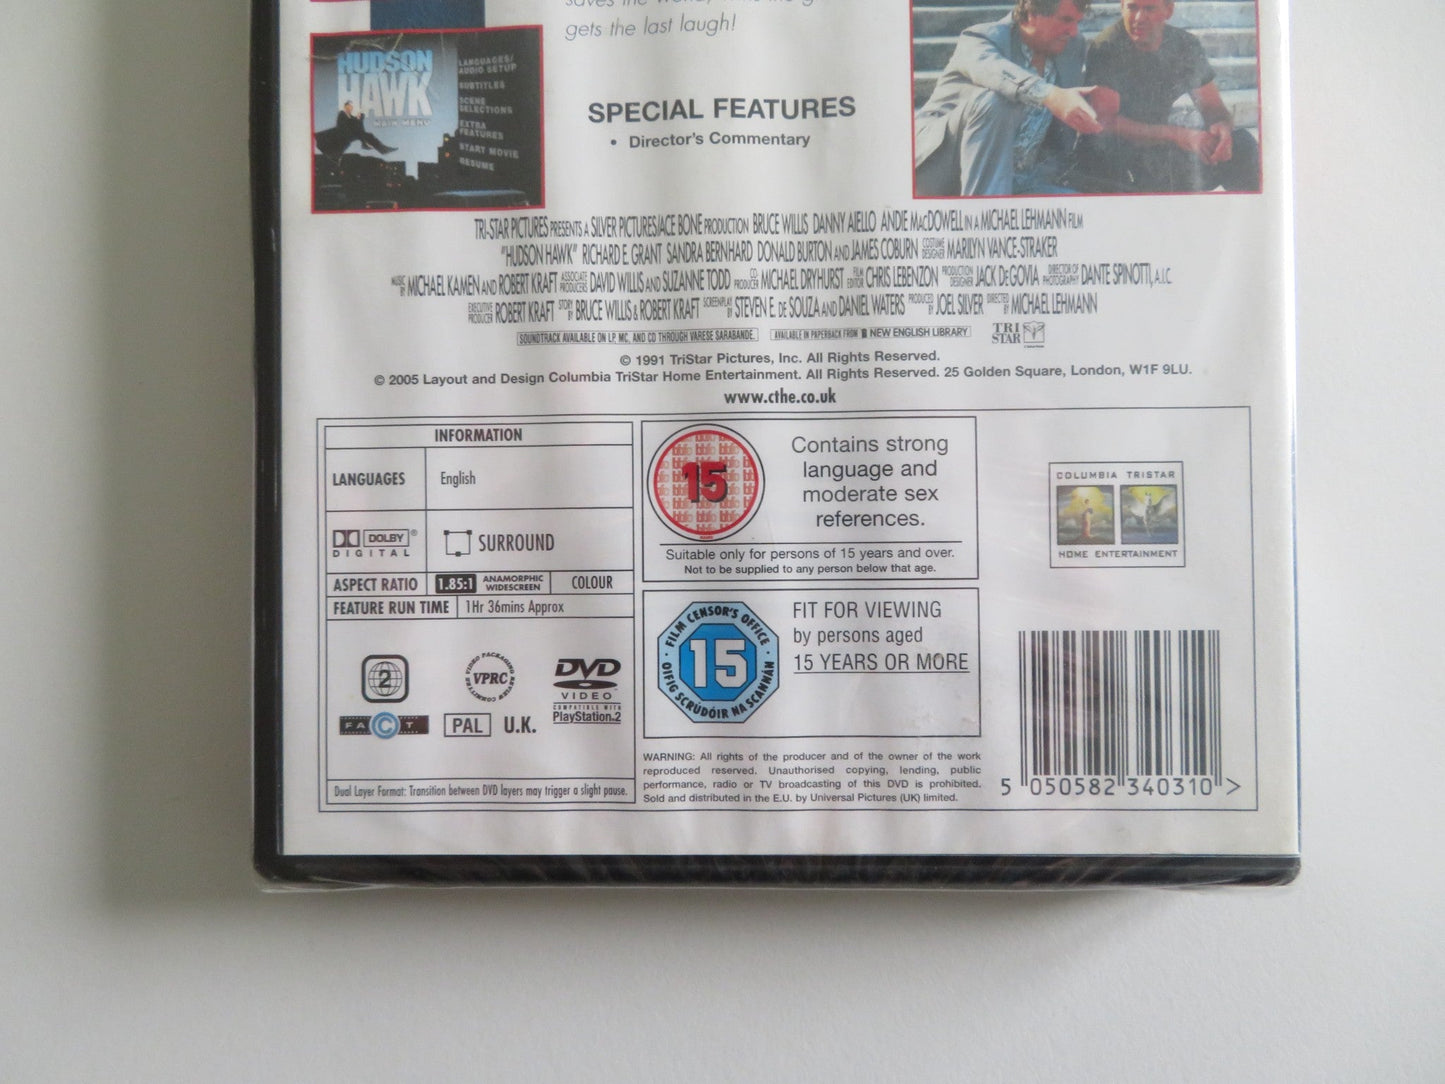 gets the last laugh!
HUDSON
HAWK
MAIN MENU
LANGUAGES/
AUDIO SETUP
SUBTITLES
SCENE
SELECTIONS
EXTRA
FEATURES
START MOVIE
RESUME
SPECIAL FEATURES
• Director's Commentary
TRI-STAR PICTURES PRESENTS A SILVER PICTURES/ACE BONE PRODUCTION BRUCE WILLIS DANNY AIELLO ANDIE MACDOWELL IN A MICHAEL LEHMANN FILM
"HUDSON HAWK" RICHARD E. GRANT SANDRA BERNHARD DONALD BURTON AND JAMES COBURN COSTUME DESIGNER MARILYN VANCE-STRAKER
MUSIC BY MICHAEL KAMEN AND ROBERT KRAFT ASSOCIATE PRODUCERS DAVID WILLIS AND SUZANNE TODD CO. PRODUCER MICHAEL DRYHURST FILM EDITOR CHRIS LEBENZON PRODUCTION DESIGNER JACK DEGOVIA DIRECTOR OF PHOTOGRAPHY DANTE SPINOTTI, A.I.C.
EXECUTIVE PRODUCER ROBERT KRAFT STORY BY BRUCE WILLIS & ROBERT KRAFT SCREENPLAY BY STEVEN E. DE SOUZA AND DANIEL WATERS PRODUCED BY JOEL SILVER DIRECTED BY MICHAEL LEHMANN
SOUNDTRACK AVAILABLE ON LP, MC, AND CD THROUGH VARESE SARABANDE. AVAILABLE IN PAPERBACK FROM NEW ENGLISH LIBRARY TRI STAR
© 1991 TriStar Pictures, Inc. All Rights Reserved.
© 2005 Layout and Design Columbia TriStar Home Entertainment. All Rights Reserved. 25 Golden Square, London, W1F 9LU.
www.cthe.co.uk
INFORMATION
LANGUAGES English
DOLBY®
DIGITAL
SURROUND
ASPECT RATIO 1.85:1 ANAMORPHIC WIDESCREEN COLOUR
FEATURE RUN TIME 1Hr 36mins Approx
2
VIDEO PACKAGING REVIEW COMMITTEE
VPRC
DVD
VIDEO
COMPATIBLE WITH
PlayStation.2
FACT
PAL U.K.
Dual Layer Format: Transition between DVD layers may trigger a slight pause.
15
Contains strong
language and
moderate sex
references.
Suitable only for persons of 15 years and over.
Not to be supplied to any person below that age.
FILM CENSOR'S OFFICE
15
OIFIG SCRÚDÓIR NA SCANNÁN
FIT FOR VIEWING
by persons aged
15 YEARS OR MORE
WARNING: All rights of the producer and of the owner of the work
reproduced reserved. Unauthorised copying, lending, public
performance, radio or TV broadcasting of this DVD is prohibited.
Sold and distributed in the E.U. by Universal Pictures (UK) limited.
COLUMBIA TRISTAR
HOME ENTERTAINMENT
5 050582 340310 >